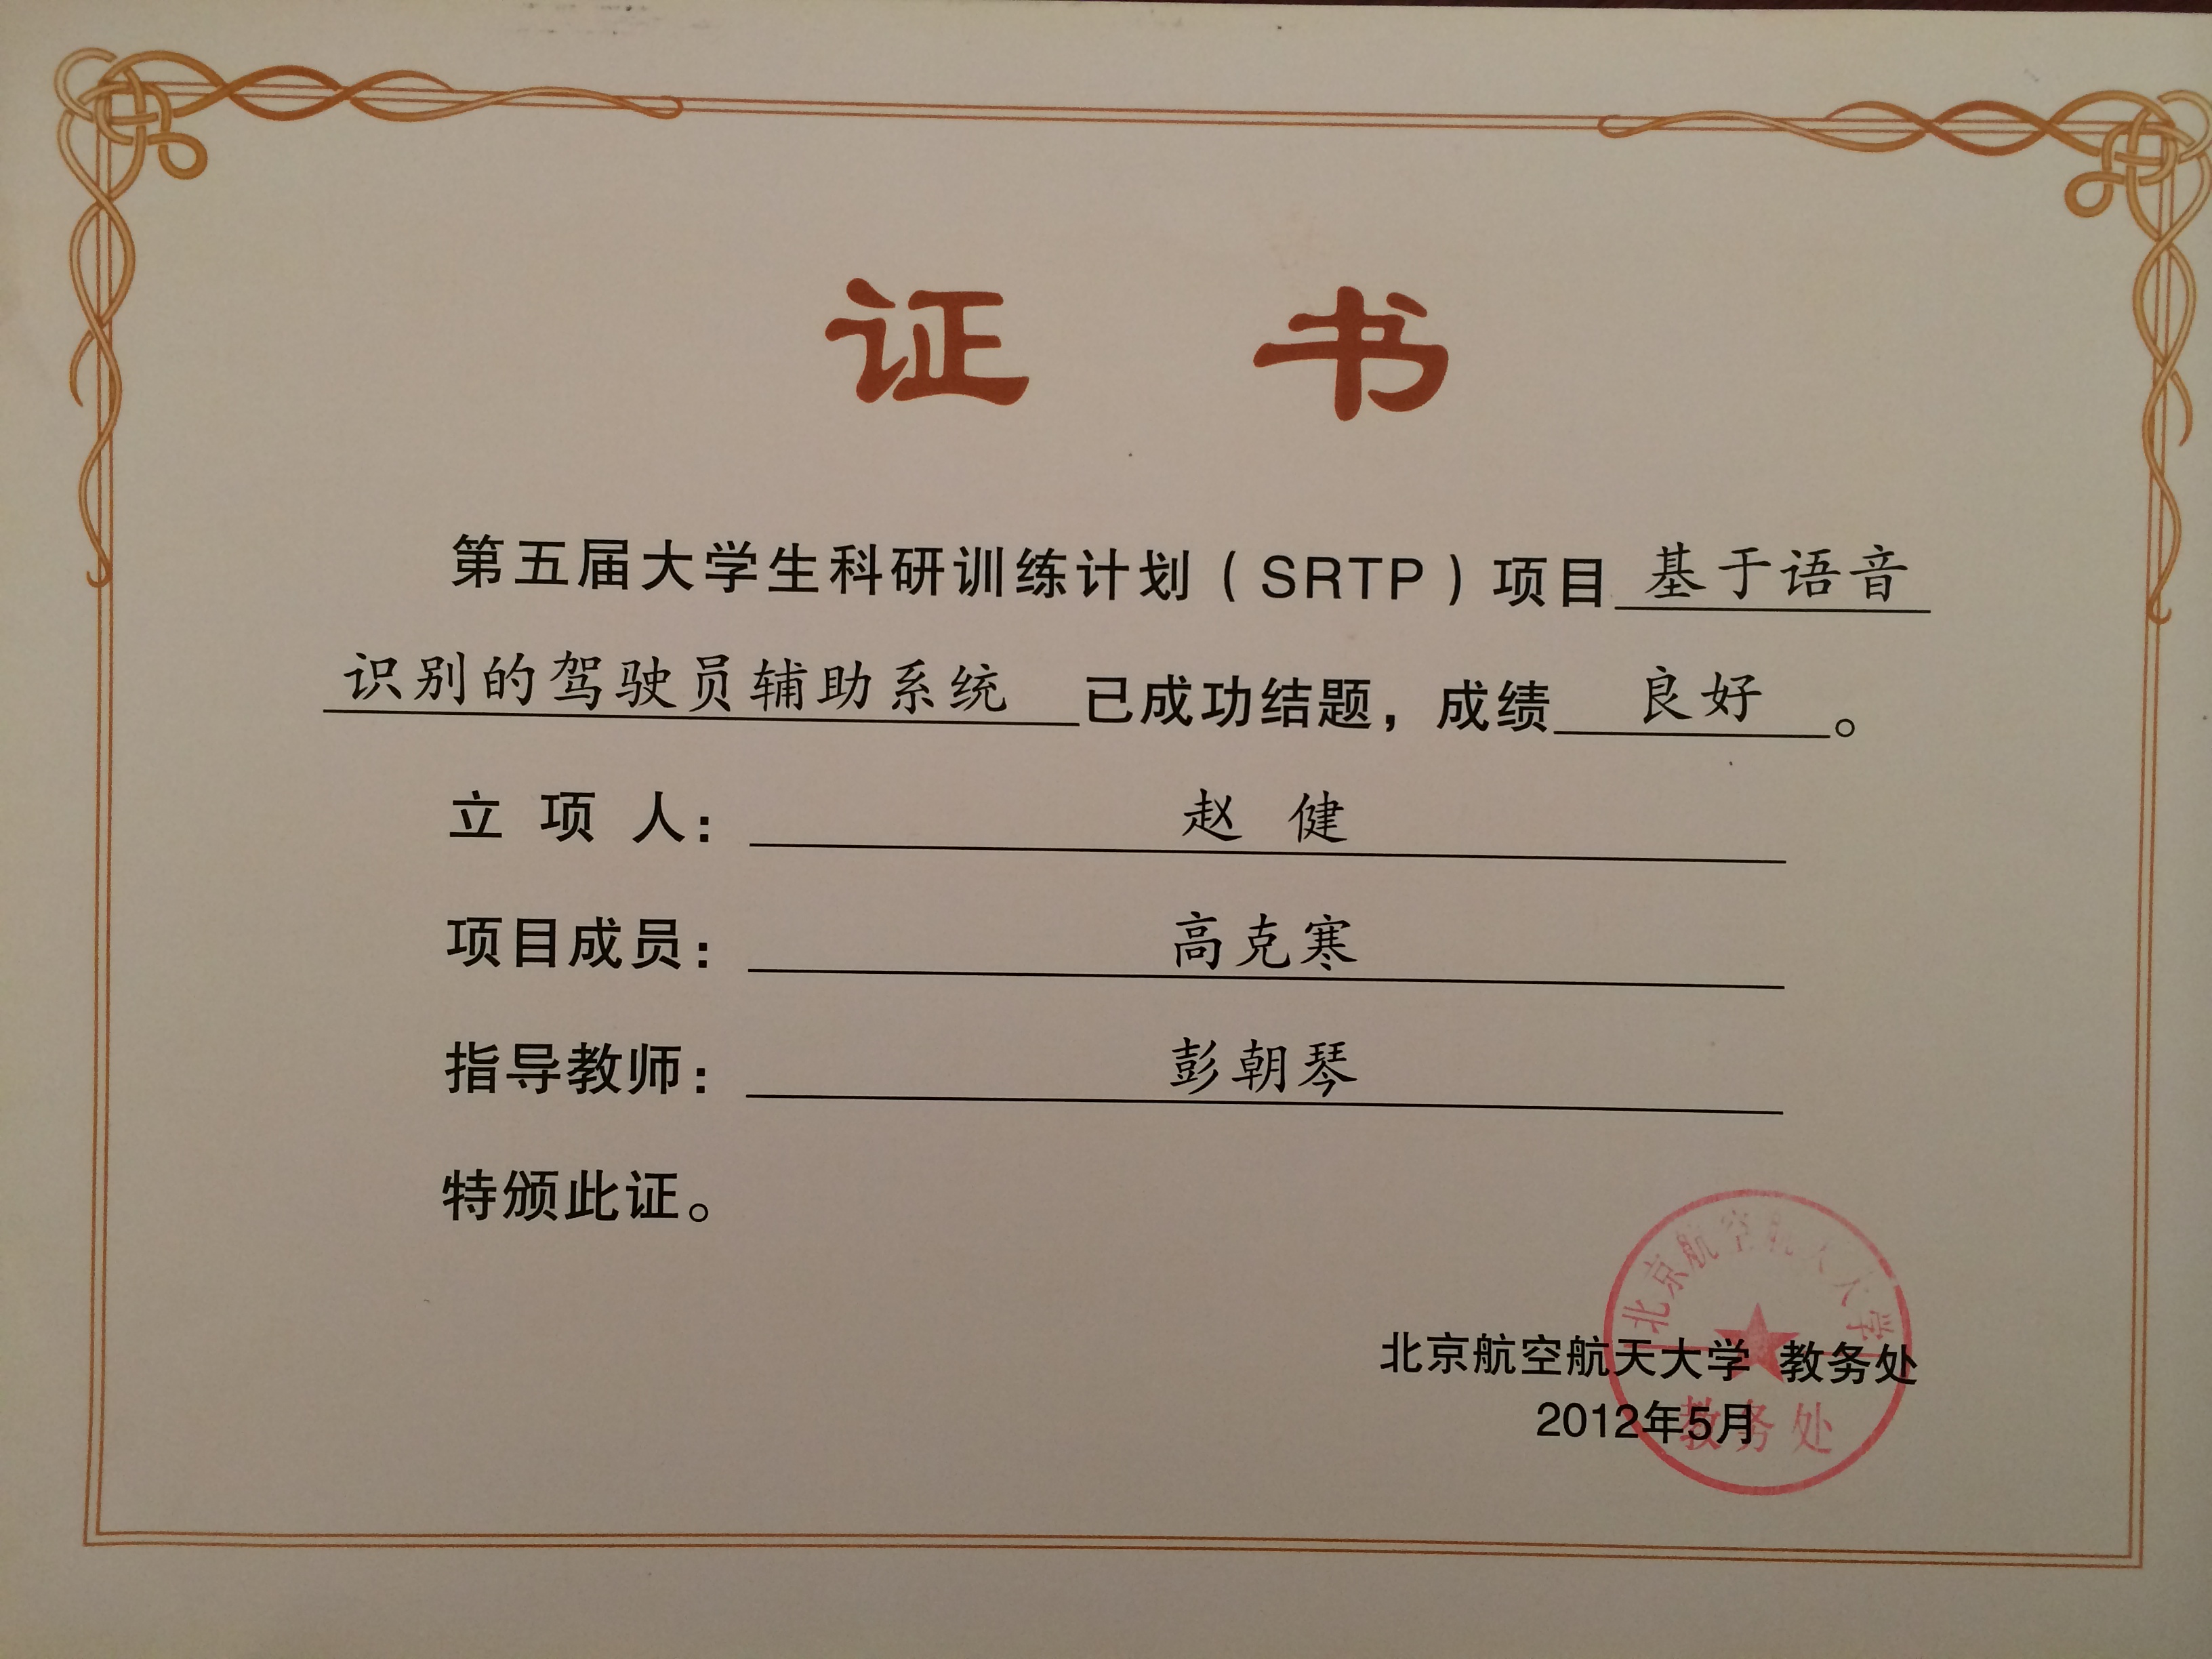 证 书
第五届大学生科研训练计划（SRTP）项目 基于语音
识别的驾驶员辅助系统 已成功结题，成绩 良好 。
立 项 人： 赵 健
项目成员： 高克寒
指导教师： 彭朝琴
特颁此证。
北京航空航天大学
北京航空航天大学 教务处
2012年5月
教务处